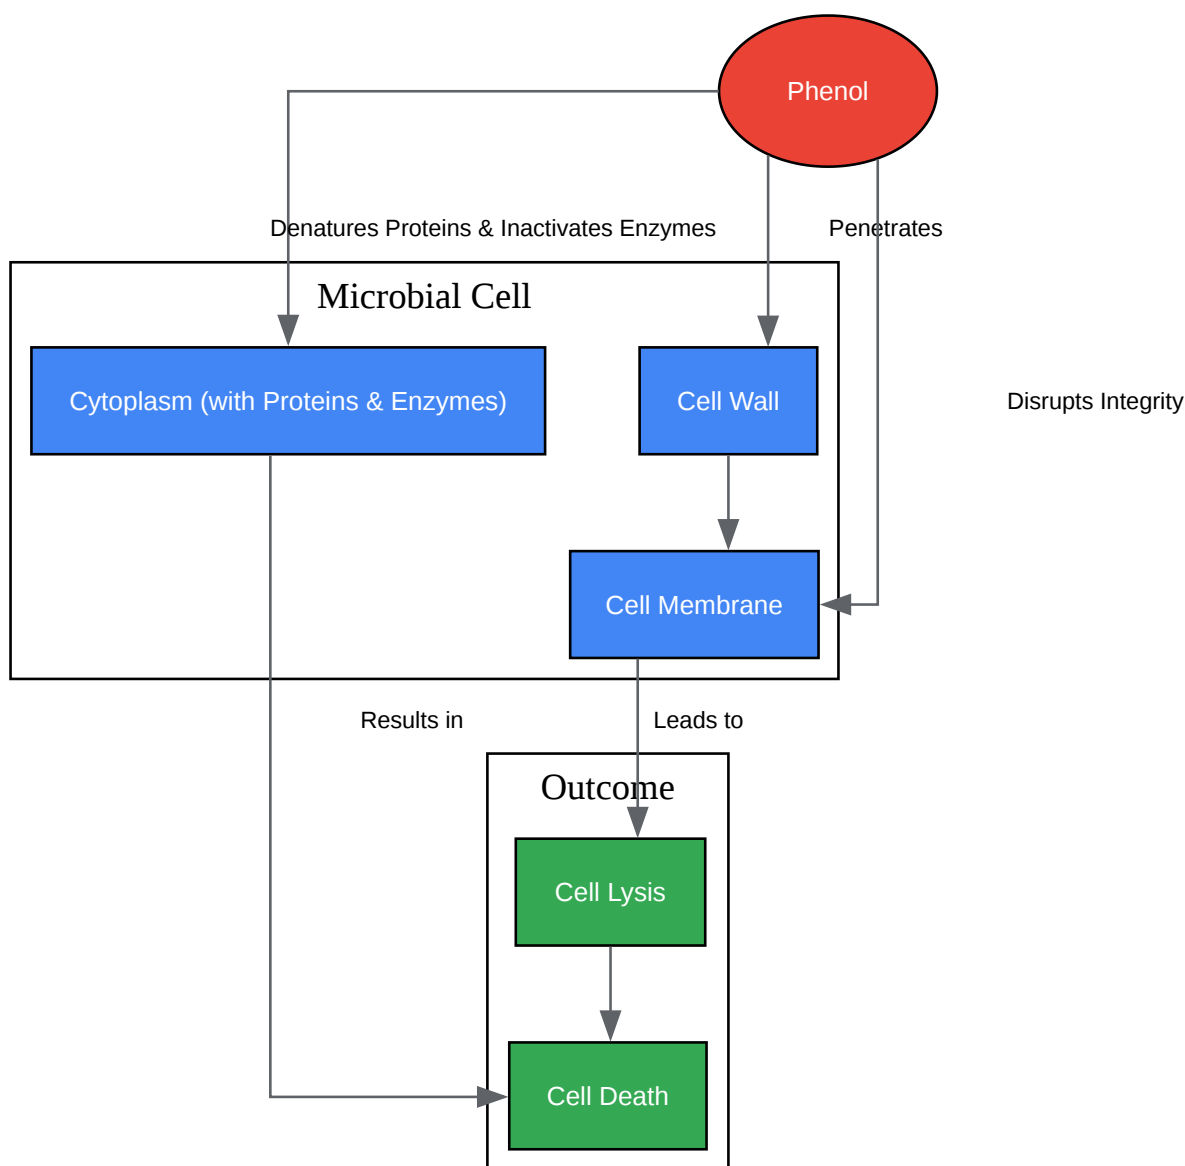 Phenol
Denatures Proteins & Inactivates Enzymes
Penetrates
Microbial Cell
Cytoplasm (with Proteins & Enzymes)
Cell Wall
Disrupts Integrity
Cell Membrane
Results in
Leads to
Outcome
Cell Lysis
Cell Death